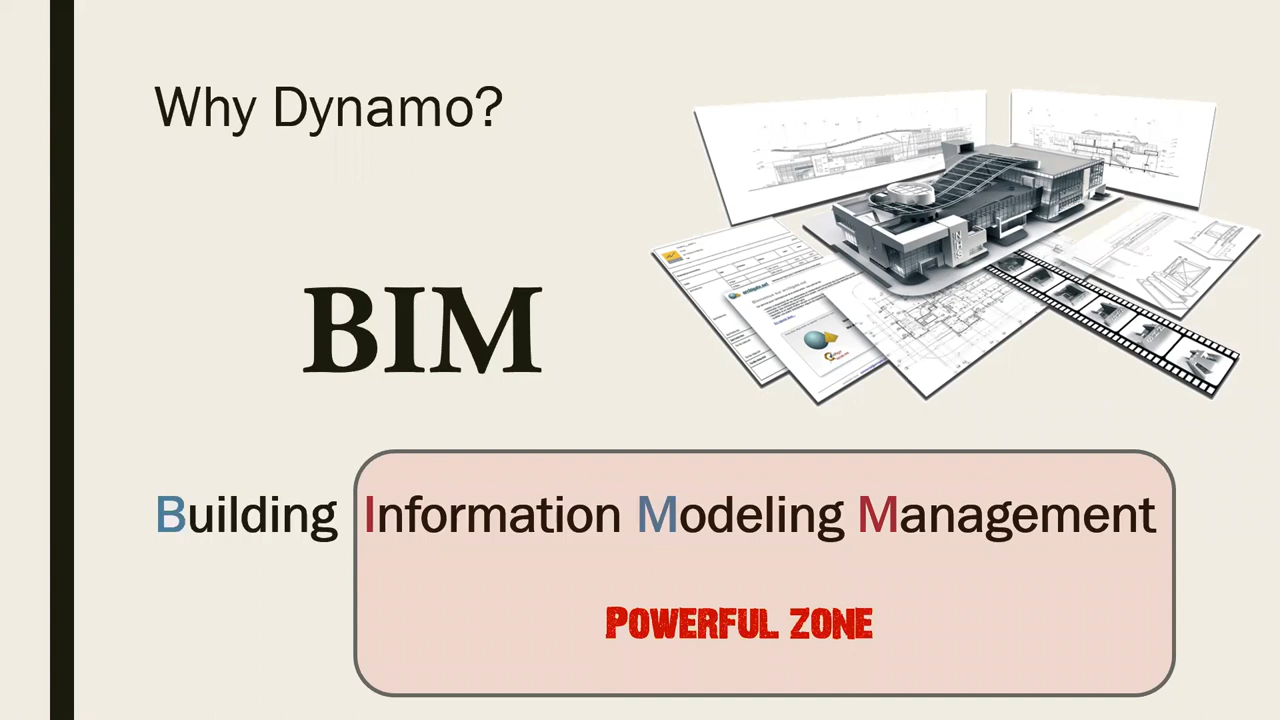 Why Dynamo?
BIM
Building Information Modeling Management
POWERFUL ZONE